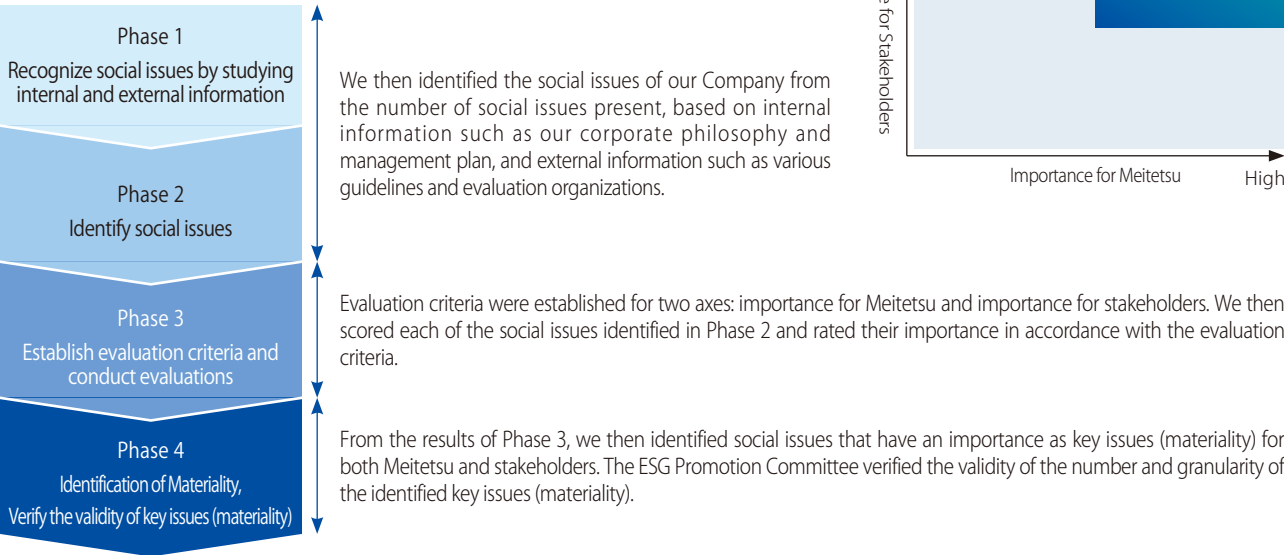 Phase 1
Recognize social issues by studying
internal and external information
We then identified the social issues of our Company from
the number of social issues present, based on internal
information such as our corporate philosophy and
management plan, and external information such as various
guidelines and evaluation organizations.
e for Stakeholders
Importance for Meitetsu
High
Phase 2
Identify social issues
Phase 3
Establish evaluation criteria and
conduct evaluations
Evaluation criteria were established for two axes: importance for Meitetsu and importance for stakeholders. We then
scored each of the social issues identified in Phase 2 and rated their importance in accordance with the evaluation
criteria.
Phase 4
Identification of Materiality,
Verify the validity of key issues (materiality)
From the results of Phase 3, we then identified social issues that have an importance as key issues (materiality) for
both Meitetsu and stakeholders. The ESG Promotion Committee verified the validity of the number and granularity of
the identified key issues (materiality).